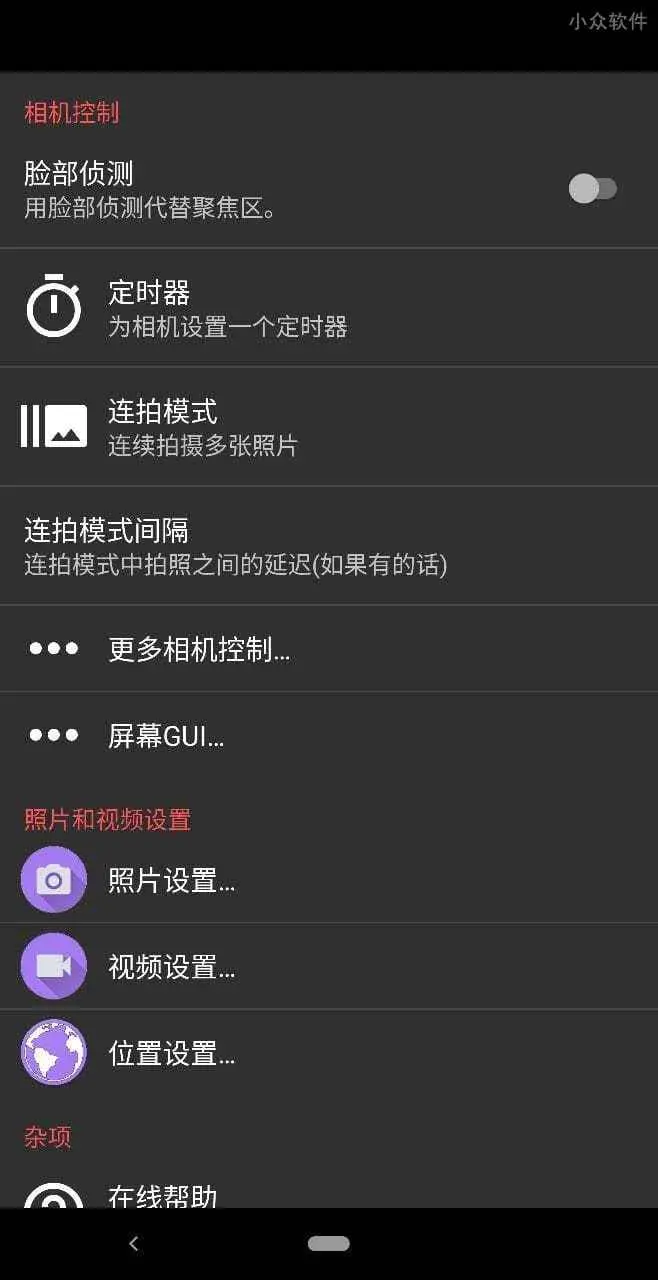 小众软件
相机控制
脸部侦测
用脸部侦测代替聚焦区。
定时器
为相机设置一个定时器
连拍模式
连续拍摄多张照片
连拍模式间隔
连拍模式中拍照之间的延迟(如果有的话)
更多相机控制...
屏幕GUI...
照片和视频设置
照片设置...
视频设置...
位置设置...
杂项
在线帮助